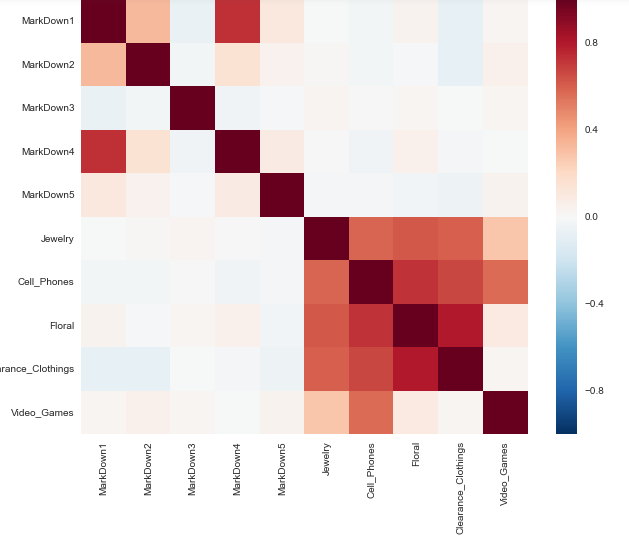 MarkDown1
MarkDown2
MarkDown3
MarkDown4
MarkDown5
Jewelry
Cell_Phones
Floral
arance_Clothings
Video_Games
MarkDown1
MarkDown2
MarkDown3
MarkDown4
MarkDown5
Jewelry
Cell_Phones
Floral
Clearance_Clothings
Video_Games
0.8
0.4
0.0
−0.4
−0.8